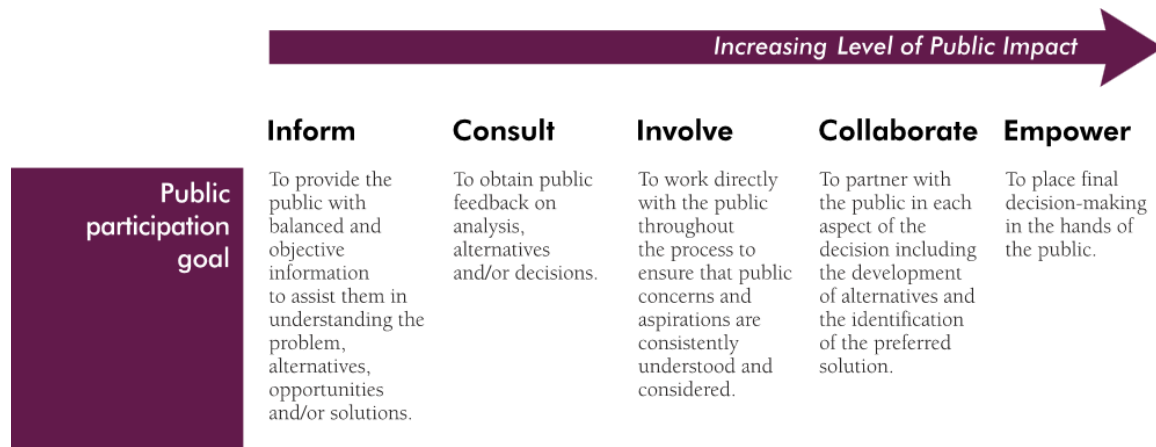 Increasing Level of Public Impact
Inform
Consult
Involve
Collaborate
Empower
Public
participation
goal
To provide the
public with
balanced and
objective
information
to assist them in
understanding the
problem,
alternatives,
opportunities
and/or solutions.
To obtain public
feedback on
analysis,
alternatives
and/or decisions.
To work directly
with the public
throughout
the process to
ensure that public
concerns and
aspirations are
consistently
understood and
considered.
To partner with
the public in each
aspect of the
decision including
the development
of alternatives and
the identification
of the preferred
solution.
To place final
decision-making
in the hands of
the public.